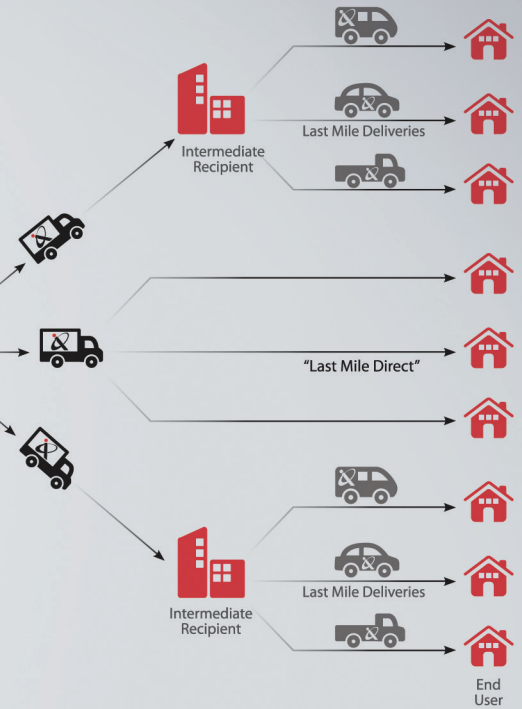 Last Mile Deliveries
Intermediate
Recipient
"Last Mile Direct"
Last Mile Deliveries
Intermediate
Recipient
End
User